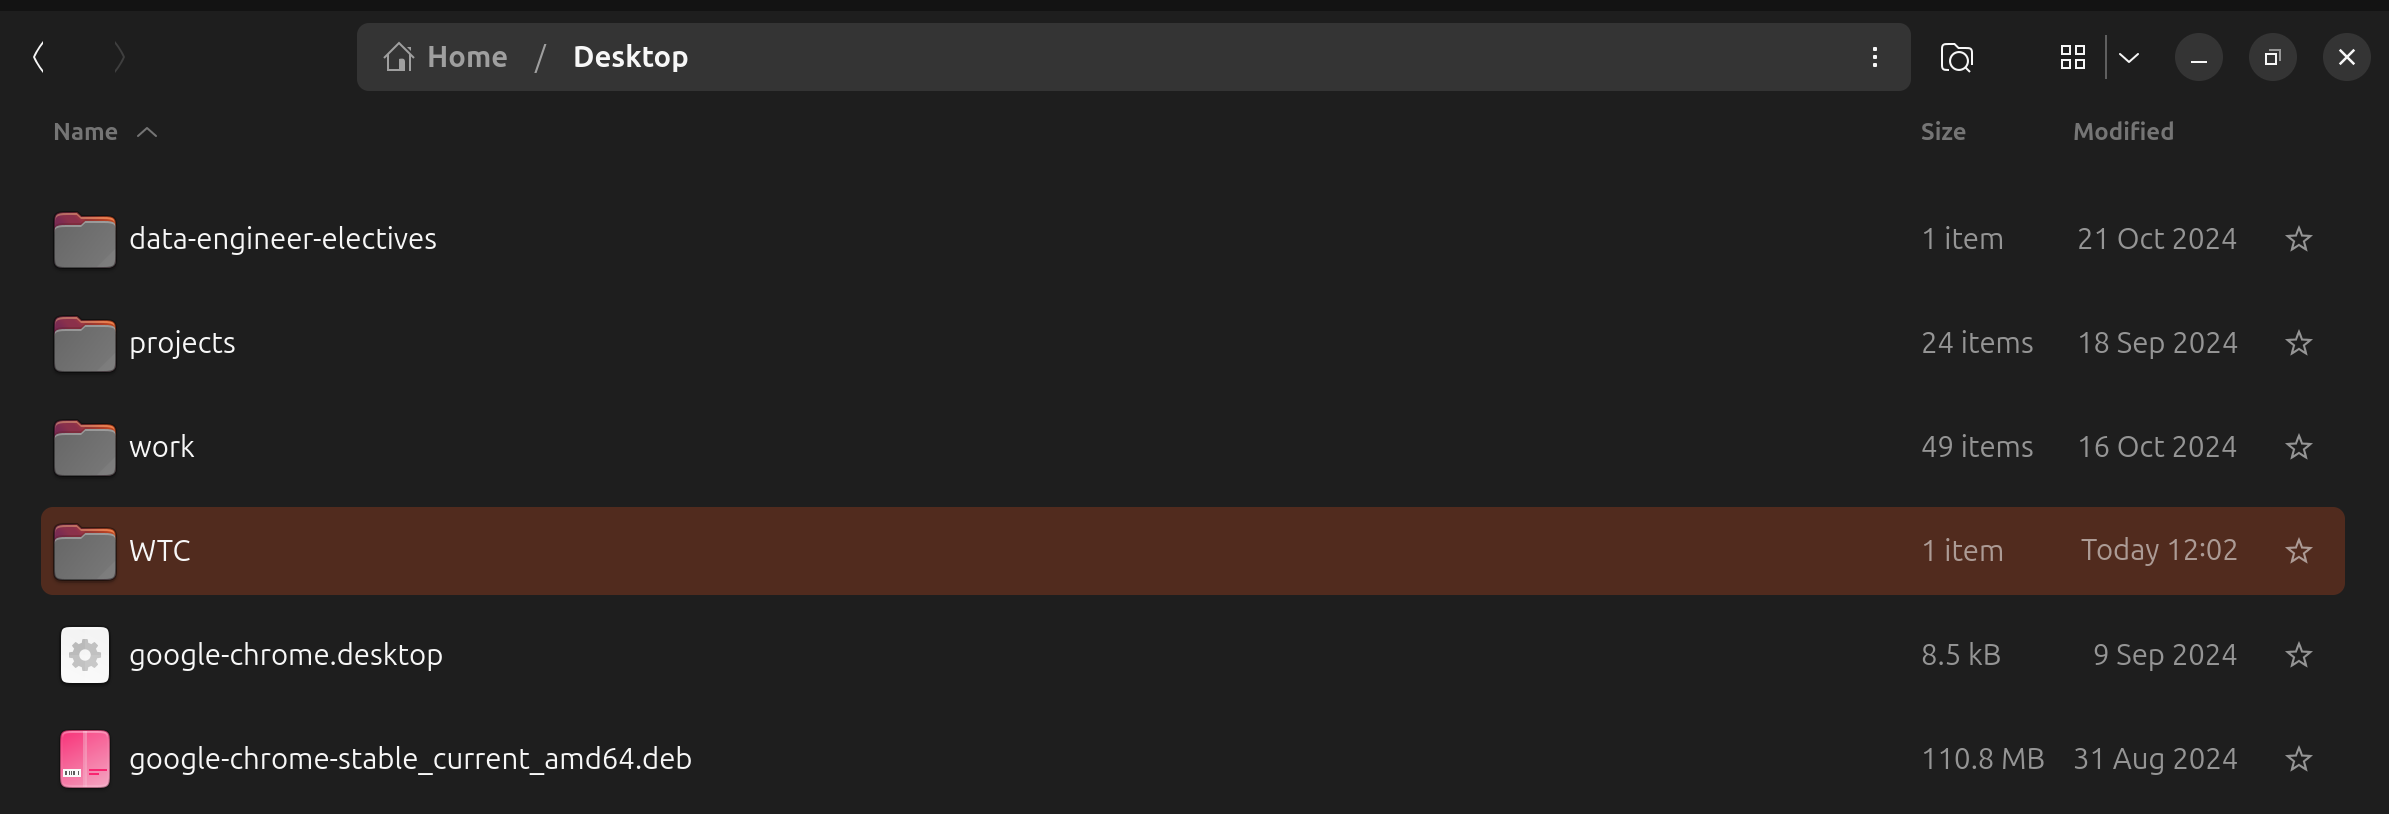 Home / Desktop
Name Size Modified
data-engineer-electives 1 item 21 Oct 2024
projects 24 items 18 Sep 2024
work 49 items 16 Oct 2024
WTC 1 item Today 12:02
google-chrome.desktop 8.5 kB 9 Sep 2024
google-chrome-stable_current_amd64.deb 110.8 MB 31 Aug 2024